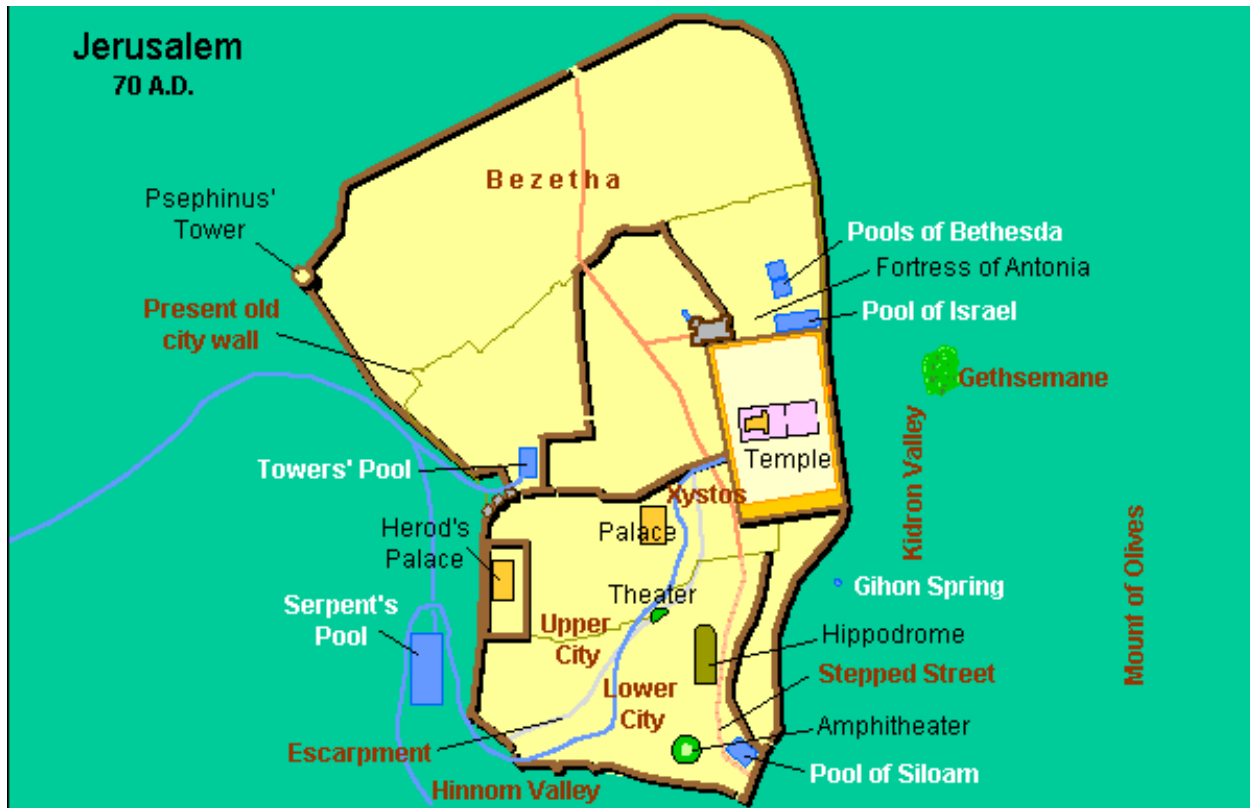 Jerusalem
70 A.D.
Bezetha
Psephinus'
Tower
Pools of Bethesda
Fortress of Antonia
Present old
city wall
Pool of Israel
Gethsemane
Towers' Pool
Temple
Xystos
Kidron Valley
Mount of Olives
Herod's
Palace
Palace
Serpent's
Pool
Theater
Gihon Spring
Upper
City
Hippodrome
Lower
City
Stepped Street
Escarpment
Amphitheater
Pool of Siloam
Hinnom Valley